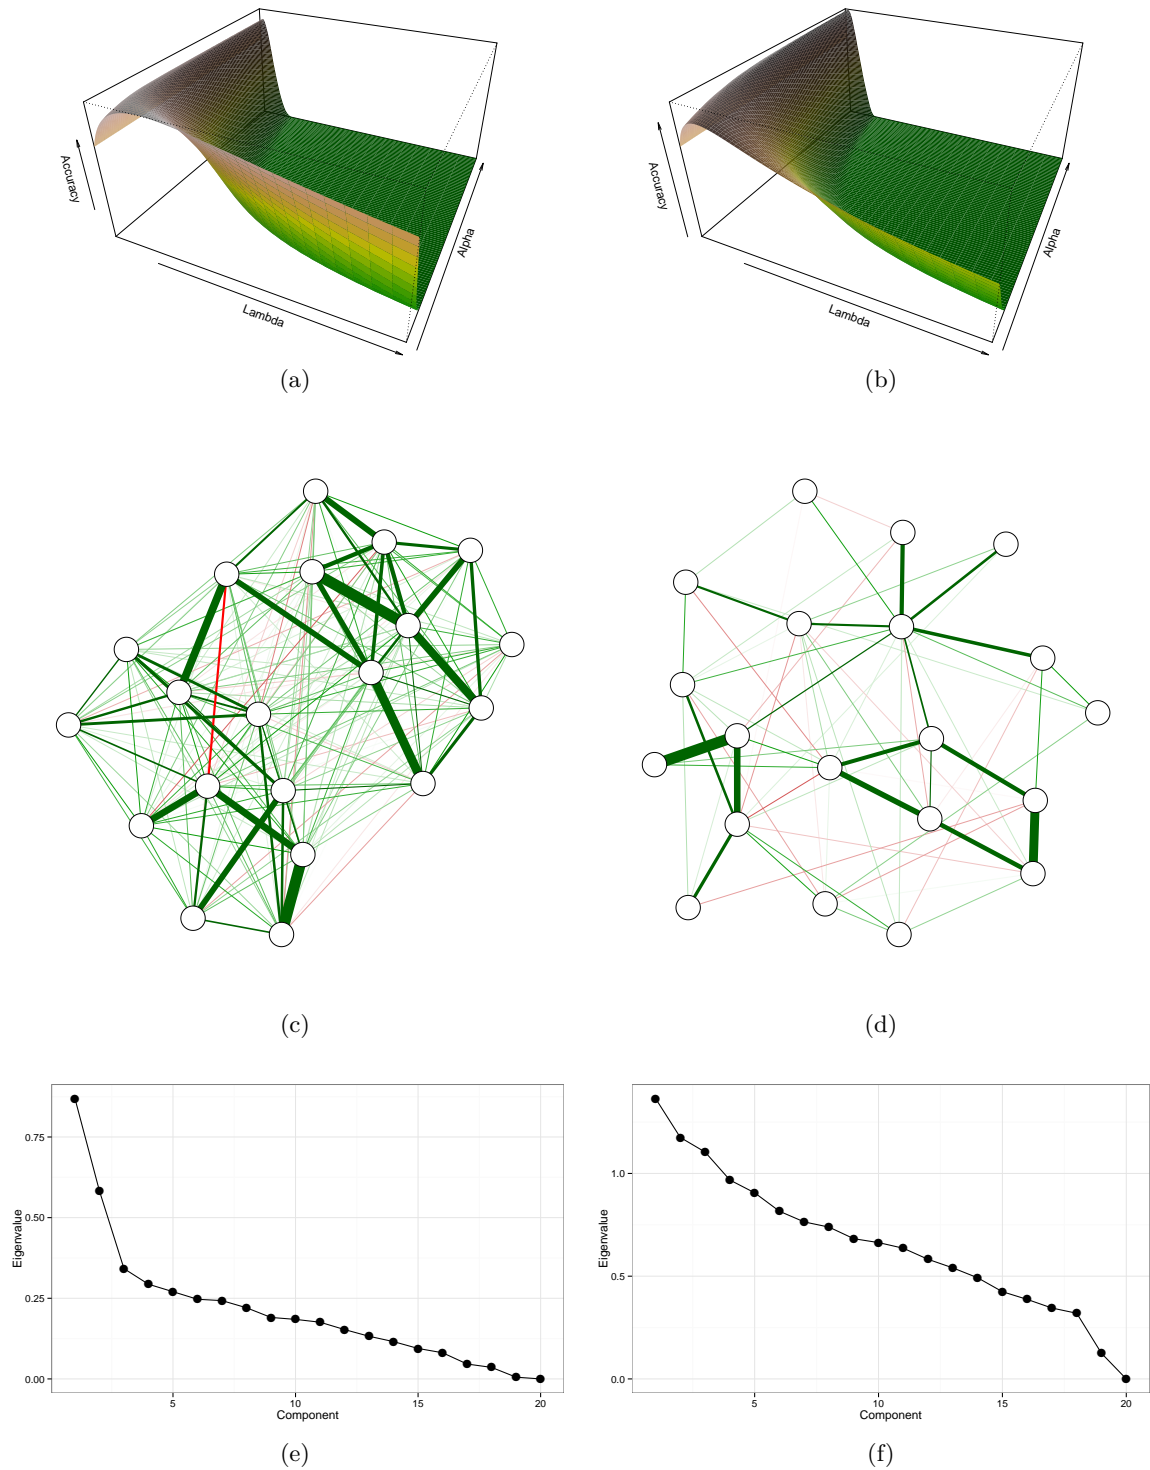 Accuracy
Lambda
Alpha
(a)
Accuracy
Lambda
Alpha
(b)
(c)
(d)
Eigenvalue
0.75
0.50
0.25
0.00
5 10 15 20
Component
(e)
Eigenvalue
1.0
0.5
0.0
5 10 15 20
Component
(f)